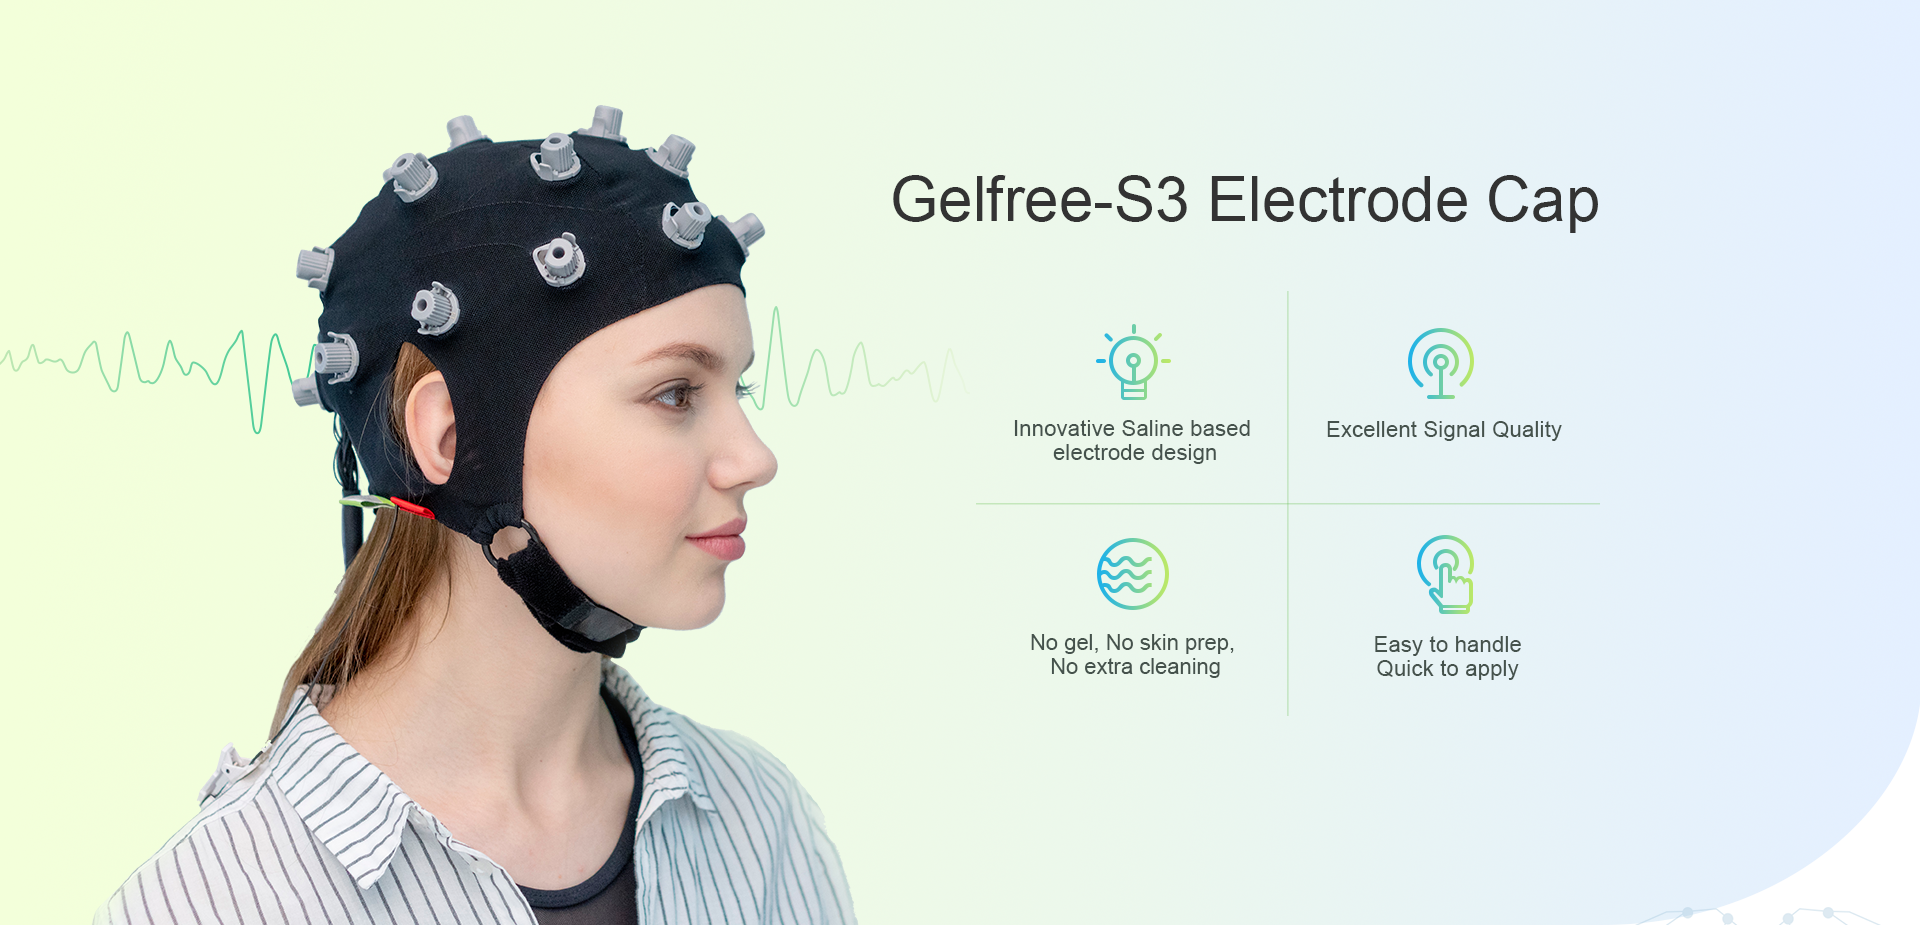 Gelfree-S3 Electrode Cap
Innovative Saline based
electrode design
Excellent Signal Quality
No gel, No skin prep,
No extra cleaning
Easy to handle
Quick to apply